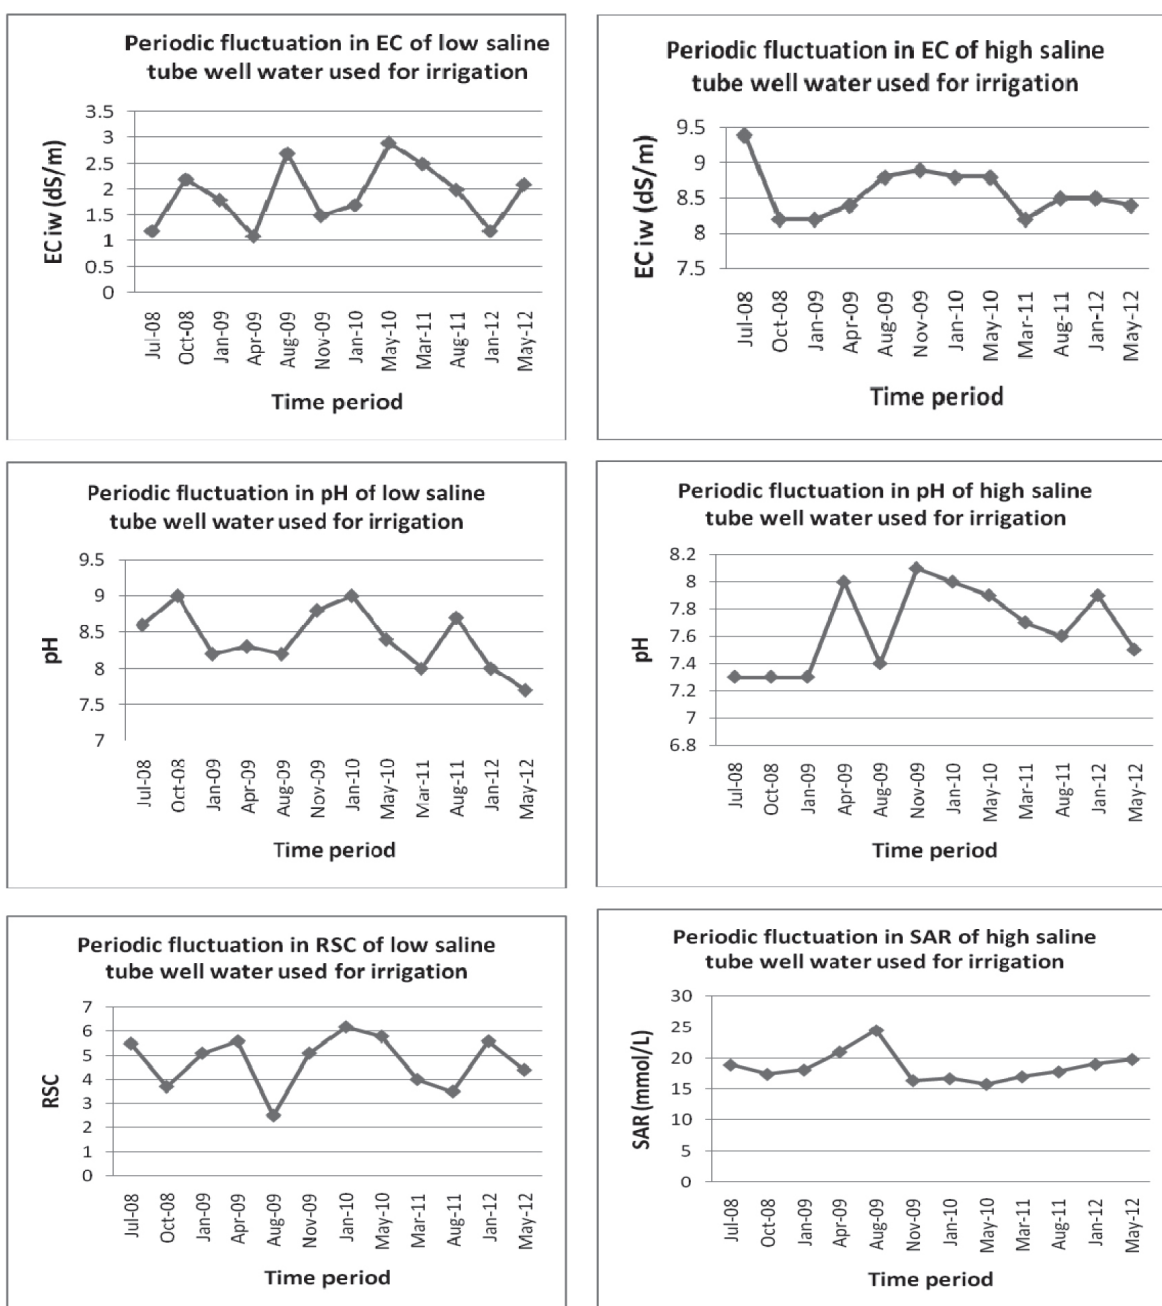 Periodic fluctuation in EC of low saline
tube well water used for irrigation
EC iw (dS/m)
3.5
3
2.5
2
1.5
1
0.5
0
Jul-08
Oct-08
Jan-09
Apr-09
Aug-09
Nov-09
Jan-10
May-10
Mar-11
Aug-11
Jan-12
May-12
Time period
Periodic fluctuation in EC of high saline
tube well water used for irrigation
EC iw (dS/m)
9.5
9
8.5
8
7.5
Jul-08
Oct-08
Jan-09
Apr-09
Aug-09
Nov-09
Jan-10
May-10
Mar-11
Aug-11
Jan-12
May-12
Time period
Periodic fluctuation in pH of low saline
tube well water used for irrigation
pH
9.5
9
8.5
8
7.5
7
Jul-08
Oct-08
Jan-09
Apr-09
Aug-09
Nov-09
Jan-10
May-10
Mar-11
Aug-11
Jan-12
May-12
Time period
Periodic fluctuation in pH of high saline
tube well water used for irrigation
pH
8.2
8
7.8
7.6
7.4
7.2
7
6.8
Jul-08
Oct-08
Jan-09
Apr-09
Aug-09
Nov-09
Jan-10
May-10
Mar-11
Aug-11
Jan-12
May-12
Time period
Periodic fluctuation in RSC of low saline
tube well water used for irrigation
RSC
7
6
5
4
3
2
1
0
Jul-08
Oct-08
Jan-09
Apr-09
Aug-09
Nov-09
Jan-10
May-10
Mar-11
Aug-11
Jan-12
May-12
Time period
Periodic fluctuation in SAR of high saline
tube well water used for irrigation
SAR (mmol/L)
30
25
20
15
10
5
0
Jul-08
Oct-08
Jan-09
Apr-09
Aug-09
Nov-09
Jan-10
May-10
Mar-11
Aug-11
Jan-12
May-12
Time period